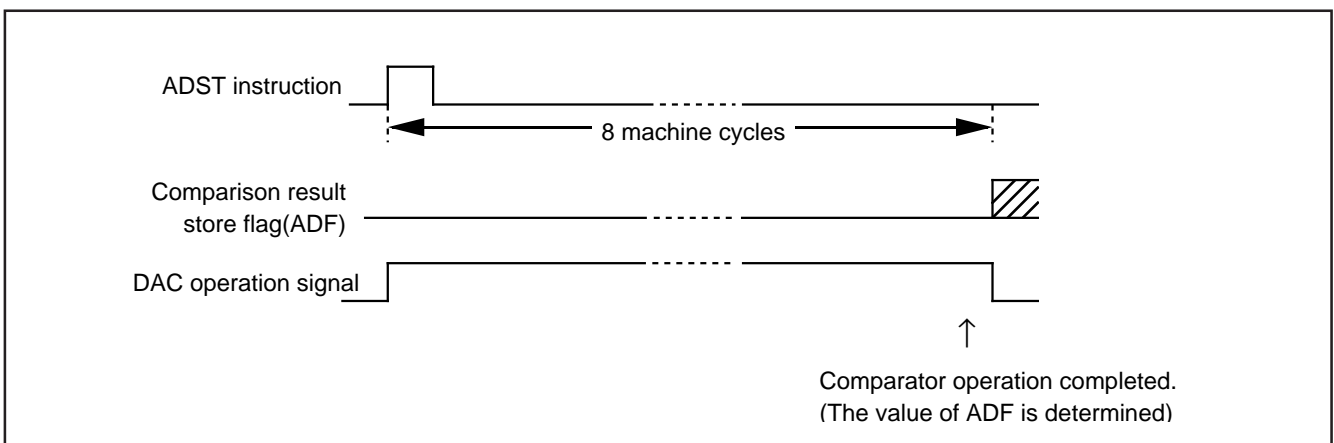 ADST instruction
8 machine cycles
Comparison result
store flag(ADF)
DAC operation signal
↑
Comparator operation completed.
(The value of ADF is determined)